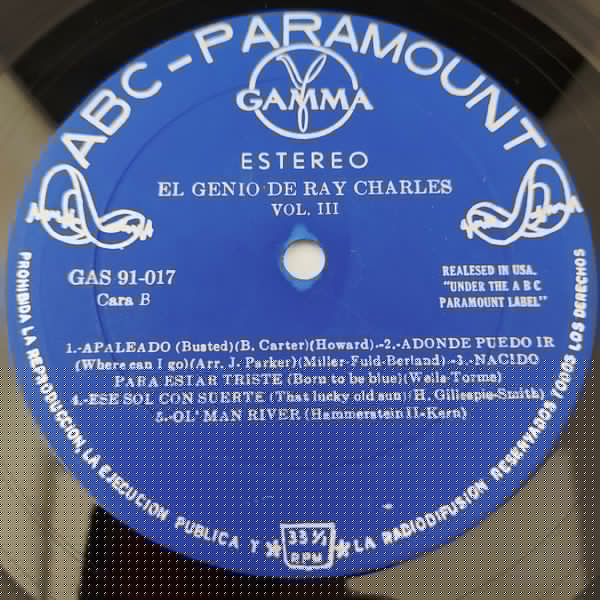 ABC-PARAMOUNT
GAMMA
ESTEREO
EL GENIO DE RAY CHARLES
VOL. III
GAS 91-017
Cara B
REALESED IN USA.
"UNDER THE A B C
PARAMOUNT LABEL"
1.-APALEADO (Busted)(B. Carter)(Howard).-2.-ADONDE PUEDO IR
(Where can I go)(Arr. J. Parker)(Miller-Fuld-Berland) .-3.-NACIDO
PARA ESTAR TRISTE (Born to be blue)(Wells-Torme)
4.-ESE SOL CON SUERTE (That lucky old sun)(H. Gillespie-Smith)
5.-OL' MAN RIVER (Hammerstein II-Kern)
PROHIBIDA LA REPRODUCCION, LA EJECUCION PUBLICA Y LA RADIODIFUSIÓN RESERVADOS TODOS LOS DERECHOS
33 1/3
RPM